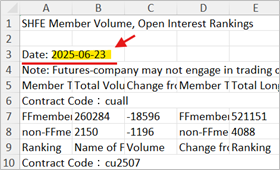 A B C D E
1 SHFE Member Volume, Open Interest Rankings
2
3 Date: 2025-06-23
4 Note: Futures-company may not engage in trading o
5 Member T Total Volu Change fro Member T Total Long
6 Contract Code：cuall
7 FFmember 260284 -18596 FFmember 521151
8 non-FFme 2150 -1196 non-FFme 4088
9 Ranking Name of F Volume Change fro Ranking
10 Contract Code：cu2507